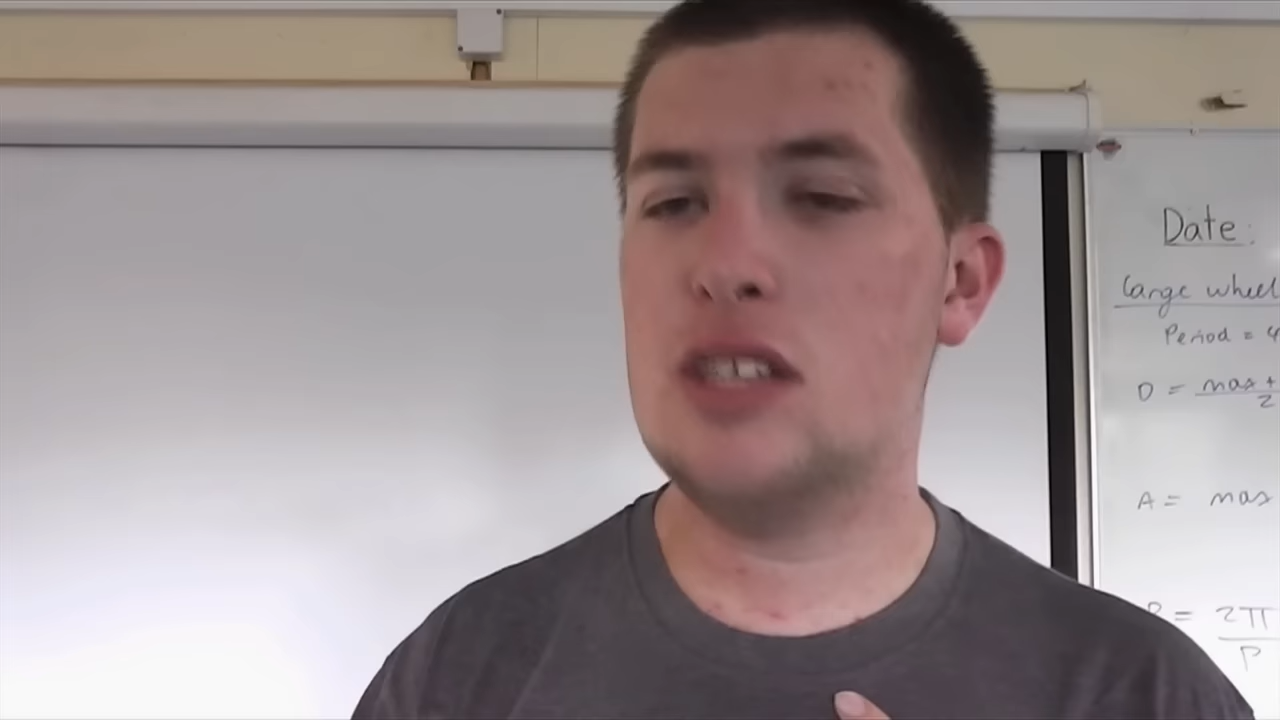 Date:
Large wheel
Period = 4
D = max +
2
A = max
B = 2π
P